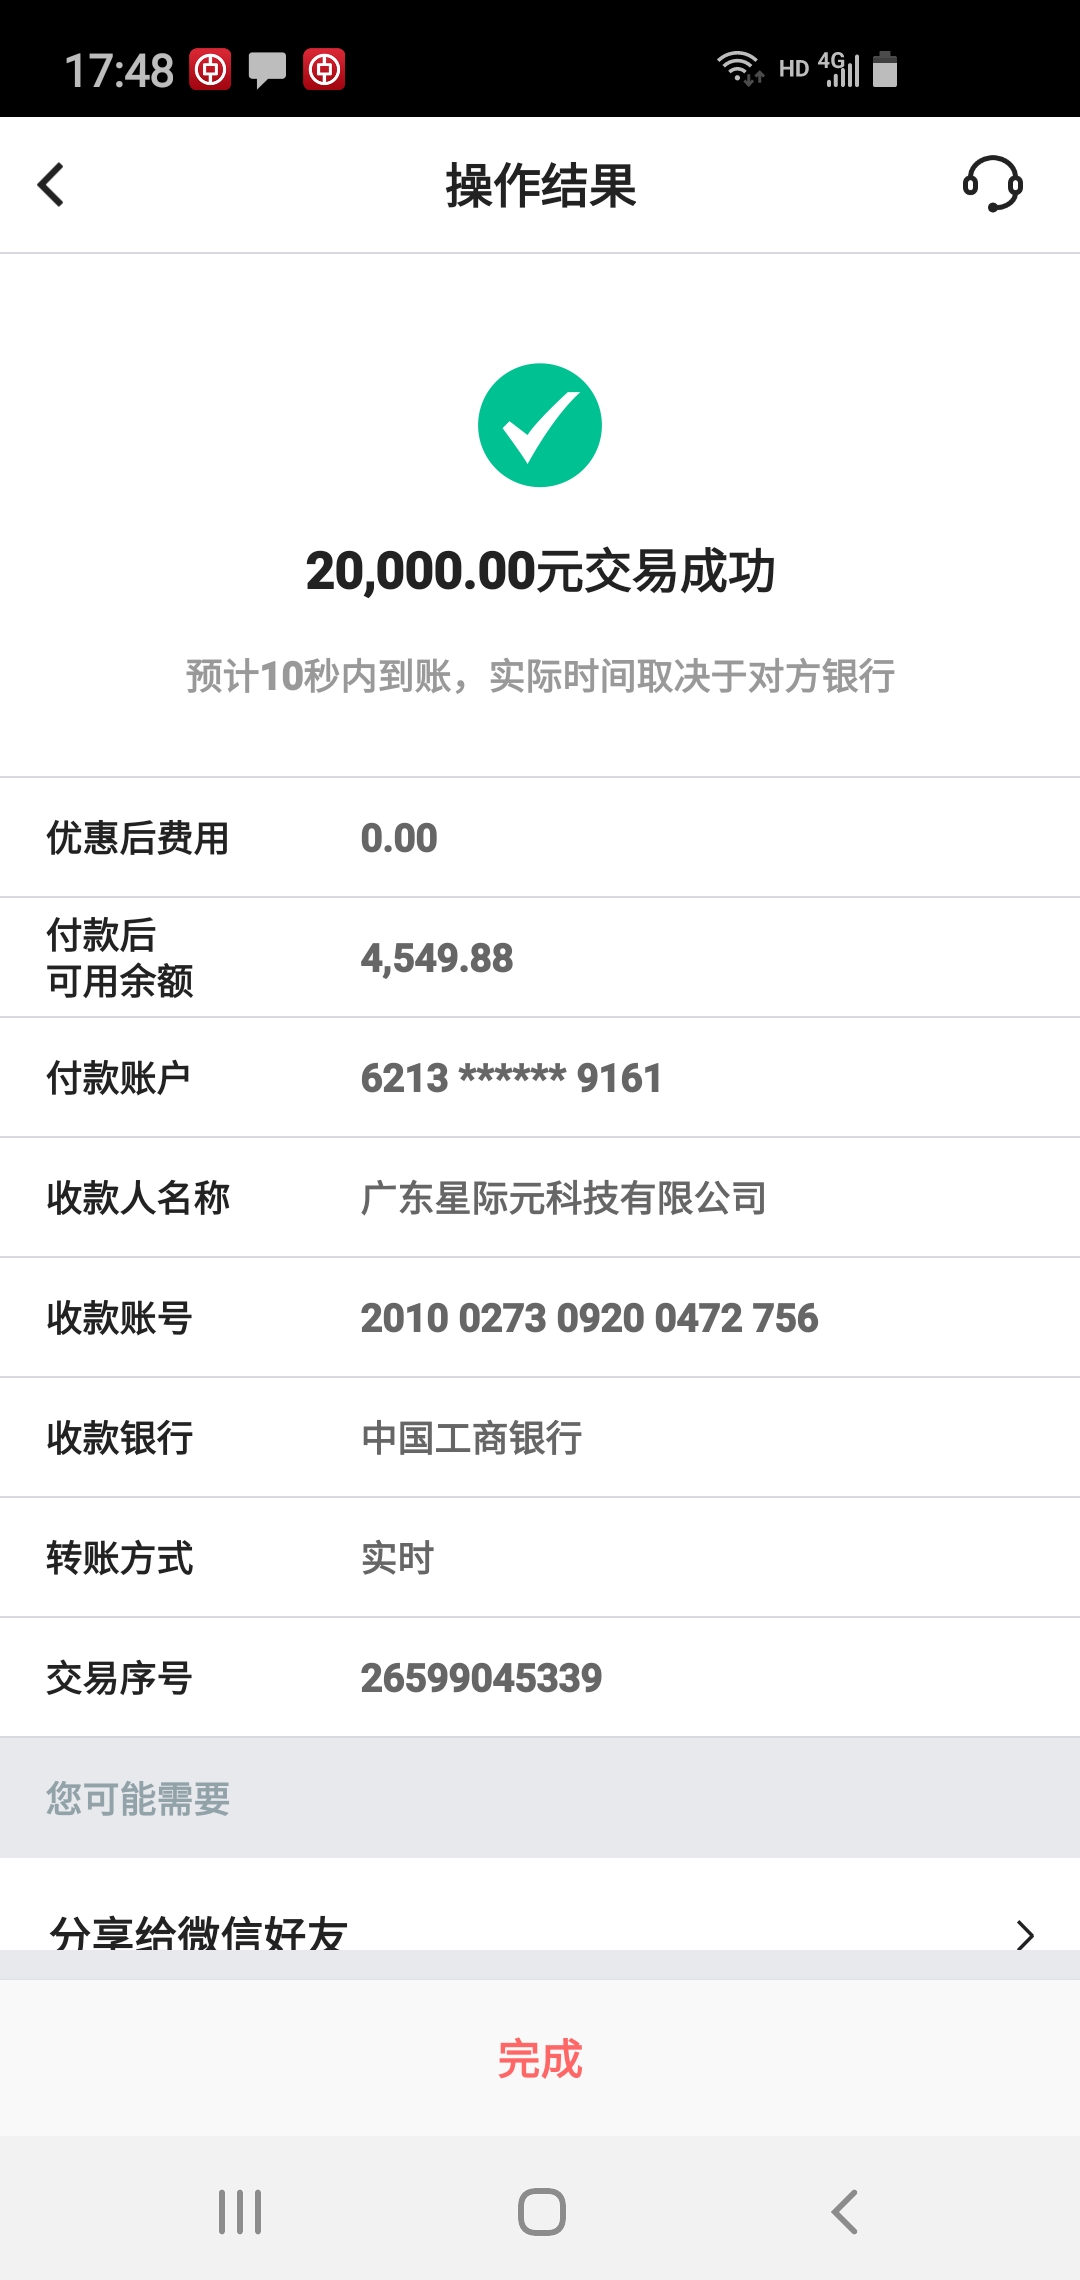 17:48
HD 4G
操作结果
20,000.00元交易成功
预计10秒内到账，实际时间取决于对方银行
优惠后费用 0.00
付款后
可用余额 4,549.88
付款账户 6213 ****** 9161
收款人名称 广东星际元科技有限公司
收款账号 2010 0273 0920 0472 756
收款银行 中国工商银行
转账方式 实时
交易序号 26599045339
您可能需要
分享给微信好友
完成